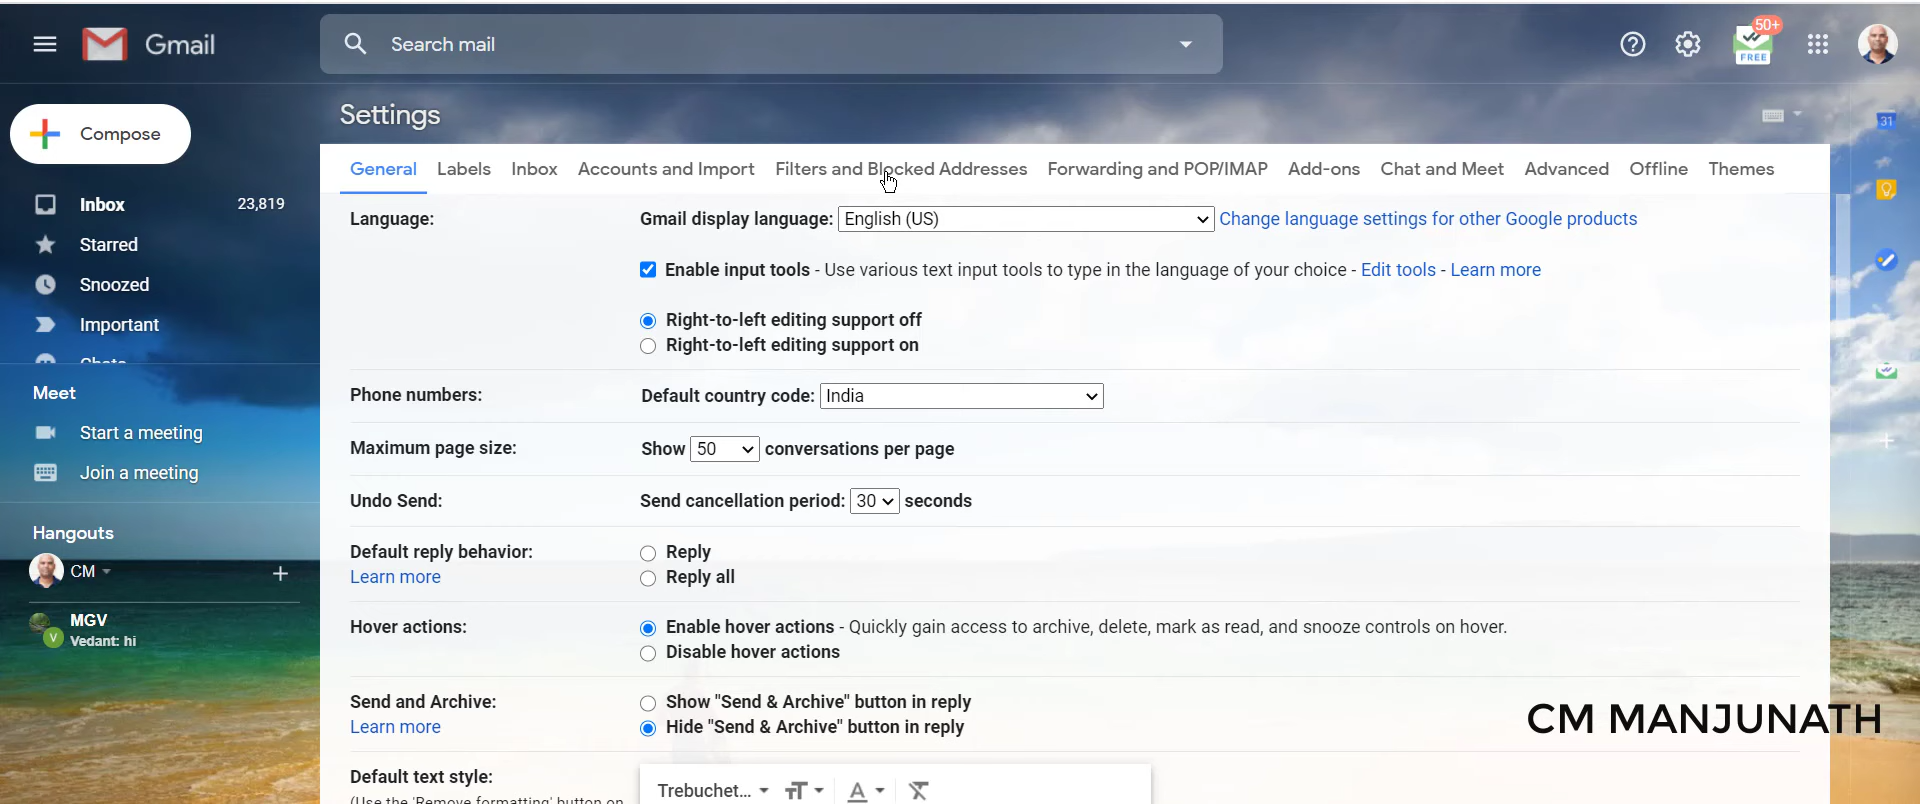 Gmail
Search mail
50+
FREE
Compose
Settings
31
General Labels Inbox Accounts and Import Filters and Blocked Addresses Forwarding and POP/IMAP Add-ons Chat and Meet Advanced Offline Themes
Inbox 23,819
Starred
Snoozed
Important
Chats
Meet
Start a meeting
Join a meeting
Hangouts
CM
MGV
V
Vedant: hi
Language: Gmail display language: English (US) Change language settings for other Google products
Enable input tools - Use various text input tools to type in the language of your choice - Edit tools - Learn more
Right-to-left editing support off
Right-to-left editing support on
Phone numbers: Default country code: India
Maximum page size: Show 50 conversations per page
Undo Send: Send cancellation period: 30 seconds
Default reply behavior: Reply
Learn more Reply all
Hover actions: Enable hover actions - Quickly gain access to archive, delete, mark as read, and snooze controls on hover.
Disable hover actions
Send and Archive: Show "Send & Archive" button in reply
Learn more Hide "Send & Archive" button in reply
CM MANJUNATH
Default text style: Trebuchet...
(Use the 'Remove formatting' button on